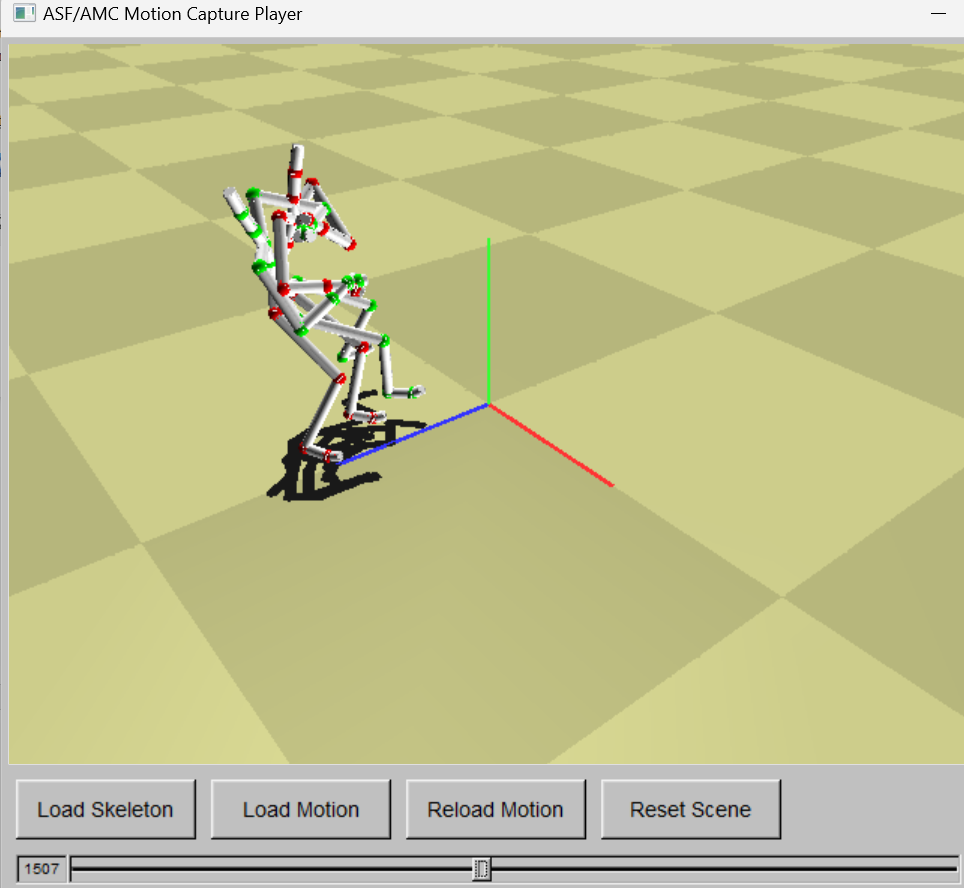 ASF/AMC Motion Capture Player
Load Skeleton
Load Motion
Reload Motion
Reset Scene
1507